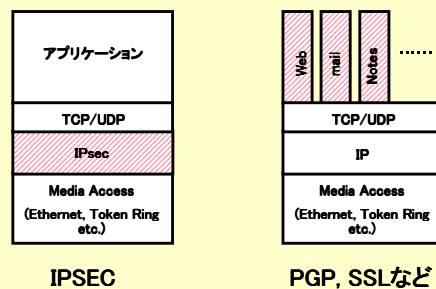 アプリケーション
TCP/UDP
IPsec
Media Access
(Ethernet, Token Ring
etc.)
IPSEC
Web
mail
Notes
……
TCP/UDP
IP
Media Access
(Ethernet, Token Ring
etc.)
PGP, SSLなど